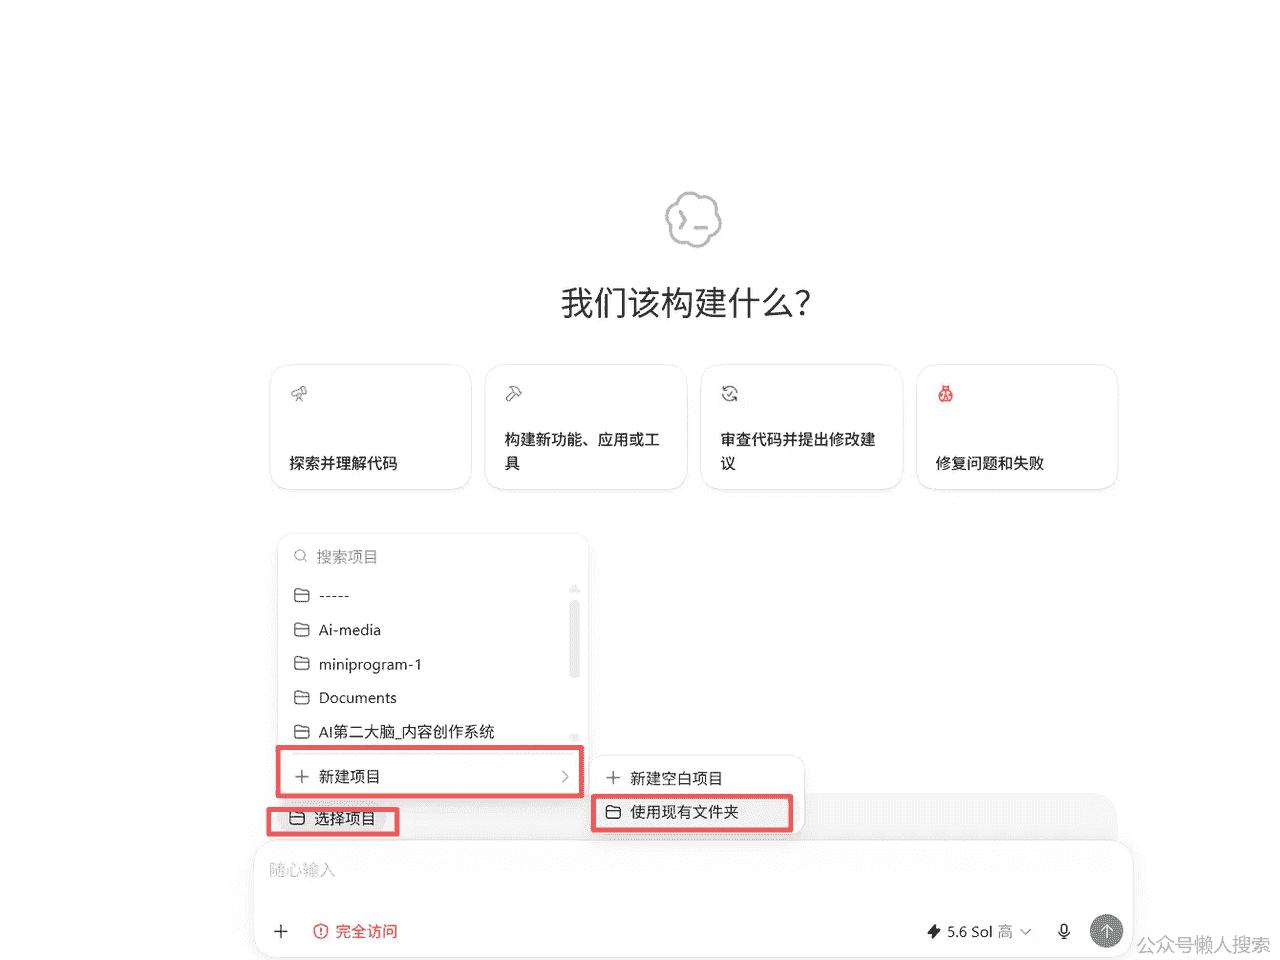 我们该构建什么？
探索并理解代码
构建新功能、应用或工
具
审查代码并提出修改建
议
修复问题和失败
搜索项目
-----
Ai-media
miniprogram-1
Documents
AI第二大脑_内容创作系统
新建项目
新建空白项目
使用现有文件夹
选择项目
随心输入
完全访问
5.6 Sol 高
公众号懒人搜索